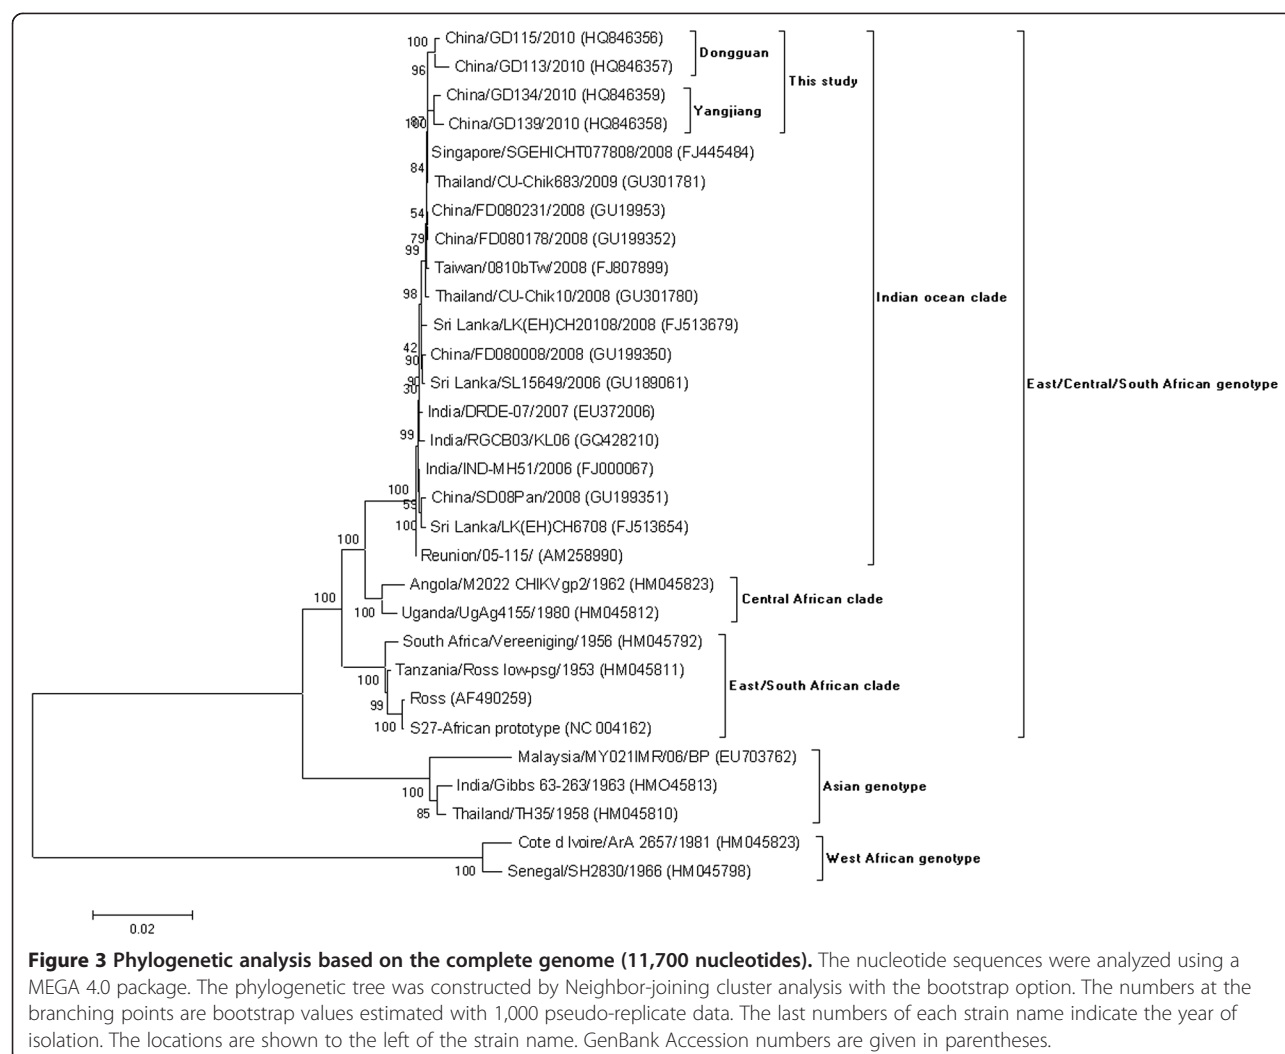 China/GD115/2010 (HQ846356)
100
Dongguan
China/GD113/2010 (HQ846357)
96
This study
China/GD134/2010 (HQ846359)
Yangjiang
100
China/GD139/2010 (HQ846358)
Singapore/SGEHICHT077808/2008 (FJ445484)
84
Thailand/CU-Chik683/2009 (GU301781)
54
China/FD080231/2008 (GU19953)
79
China/FD080178/2008 (GU199352)
99
Taiwan/0810bTw/2008 (FJ807899)
98
Thailand/CU-Chik10/2008 (GU301780)
Indian ocean clade
Sri Lanka/LK(EH)CH20108/2008 (FJ513679)
42
China/FD080008/2008 (GU199350)
90
Sri Lanka/SL15649/2006 (GU189061)
90
30
East/Central/South African genotype
India/DRDE-07/2007 (EU372006)
99
India/RGCB03/KL06 (GQ428210)
India/IND-MH51/2006 (FJ000067)
100
China/SD08Pan/2008 (GU199351)
59
100
Sri Lanka/LK(EH)CH6708 (FJ513654)
100
Reunion/05-115/ (AM258990)
Angola/M2022 CHIKVgp2/1962 (HM045823)
100
Central African clade
100
Uganda/UgAg4155/1980 (HM045812)
South Africa/Vereeniging/1956 (HM045792)
Tanzania/Ross low-psg/1953 (HM045811)
100
East/South African clade
99
Ross (AF490259)
100
S27-African prototype (NC 004162)
Malaysia/MY021IMR/06/BP (EU703762)
India/Gibbs 63-263/1963 (HMO45813)
100
Asian genotype
85
Thailand/TH35/1958 (HM045810)
Cote d Ivoire/ArA 2657/1981 (HM045823)
West African genotype
100
Senegal/SH2830/1966 (HM045798)
0.02
Figure 3 Phylogenetic analysis based on the complete genome (11,700 nucleotides). The nucleotide sequences were analyzed using a
MEGA 4.0 package. The phylogenetic tree was constructed by Neighbor-joining cluster analysis with the bootstrap option. The numbers at the
branching points are bootstrap values estimated with 1,000 pseudo-replicate data. The last numbers of each strain name indicate the year of
isolation. The locations are shown to the left of the strain name. GenBank Accession numbers are given in parentheses.